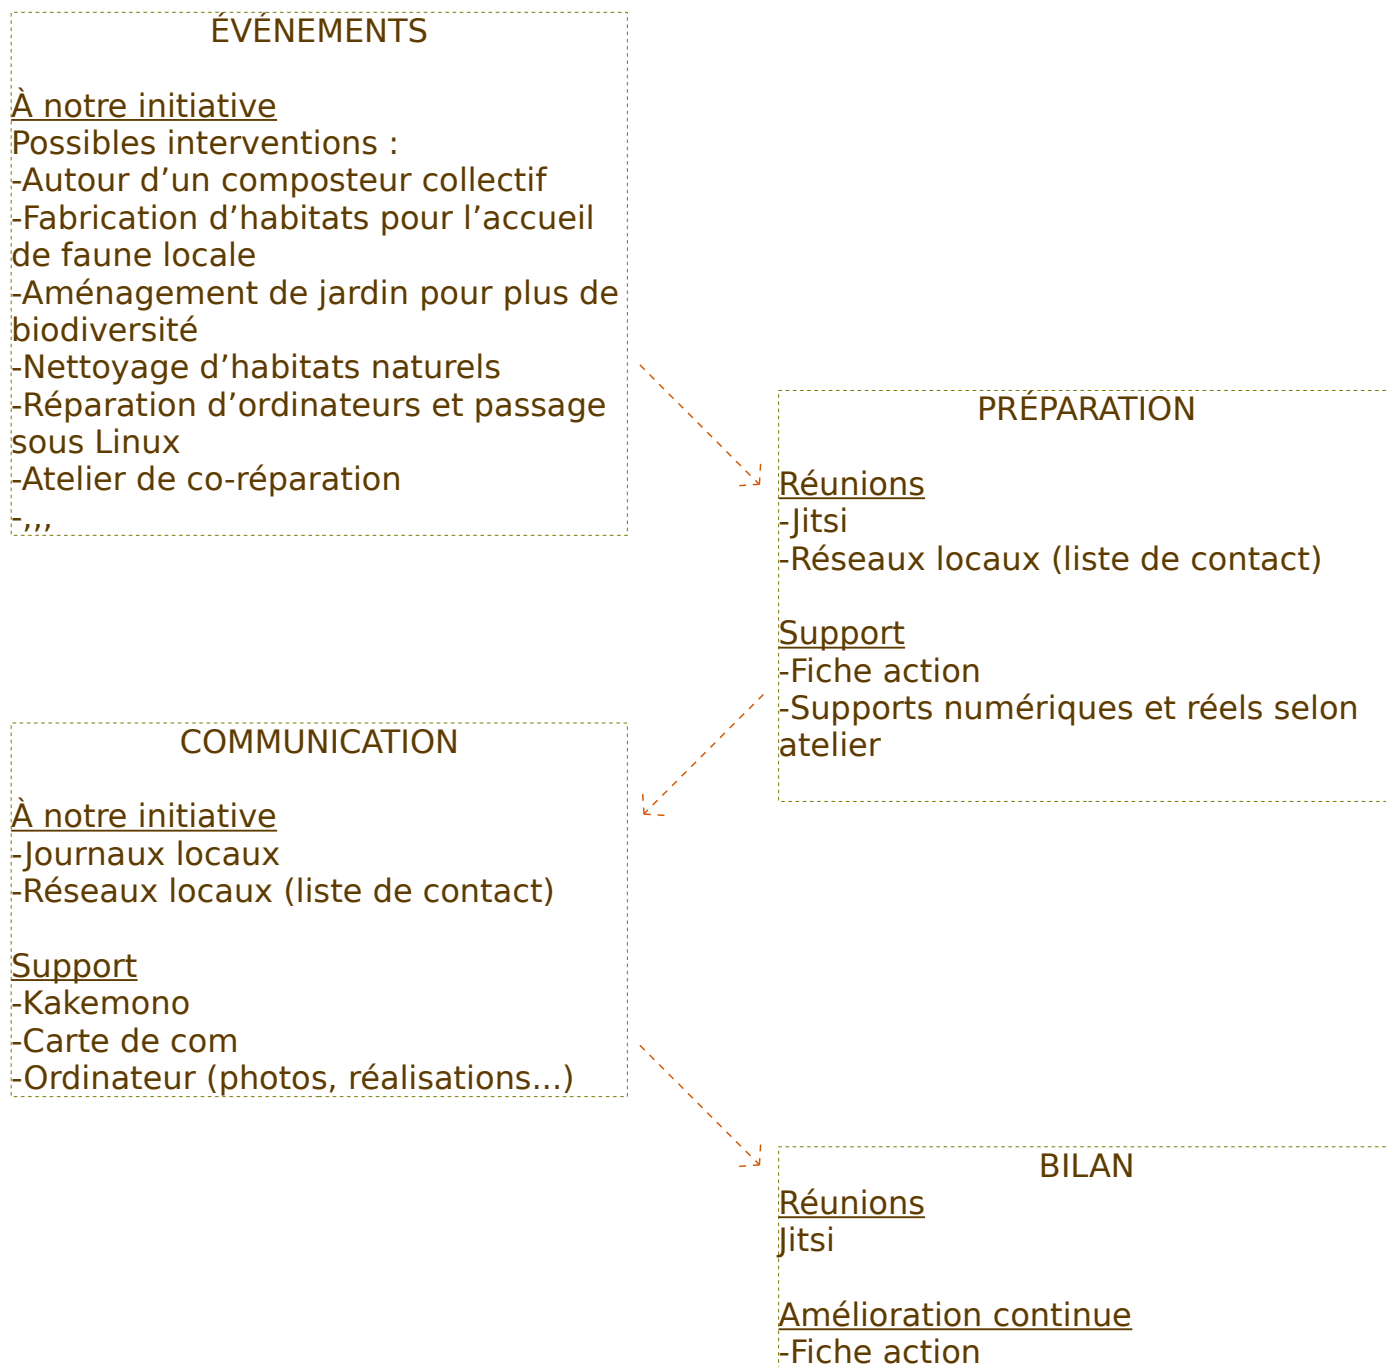 ÉVÉNEMENTS
À notre initiative
Possibles interventions :
-Autour d’un composteur collectif
-Fabrication d’habitats pour l’accueil
de faune locale
-Aménagement de jardin pour plus de
biodiversité
-Nettoyage d’habitats naturels
-Réparation d’ordinateurs et passage
sous Linux
-Atelier de co-réparation
-,,,
PRÉPARATION
Réunions
-Jitsi
-Réseaux locaux (liste de contact)
Support
-Fiche action
-Supports numériques et réels selon
atelier
COMMUNICATION
À notre initiative
-Journaux locaux
-Réseaux locaux (liste de contact)
Support
-Kakemono
-Carte de com
-Ordinateur (photos, réalisations...)
BILAN
Réunions
Jitsi
Amélioration continue
-Fiche action